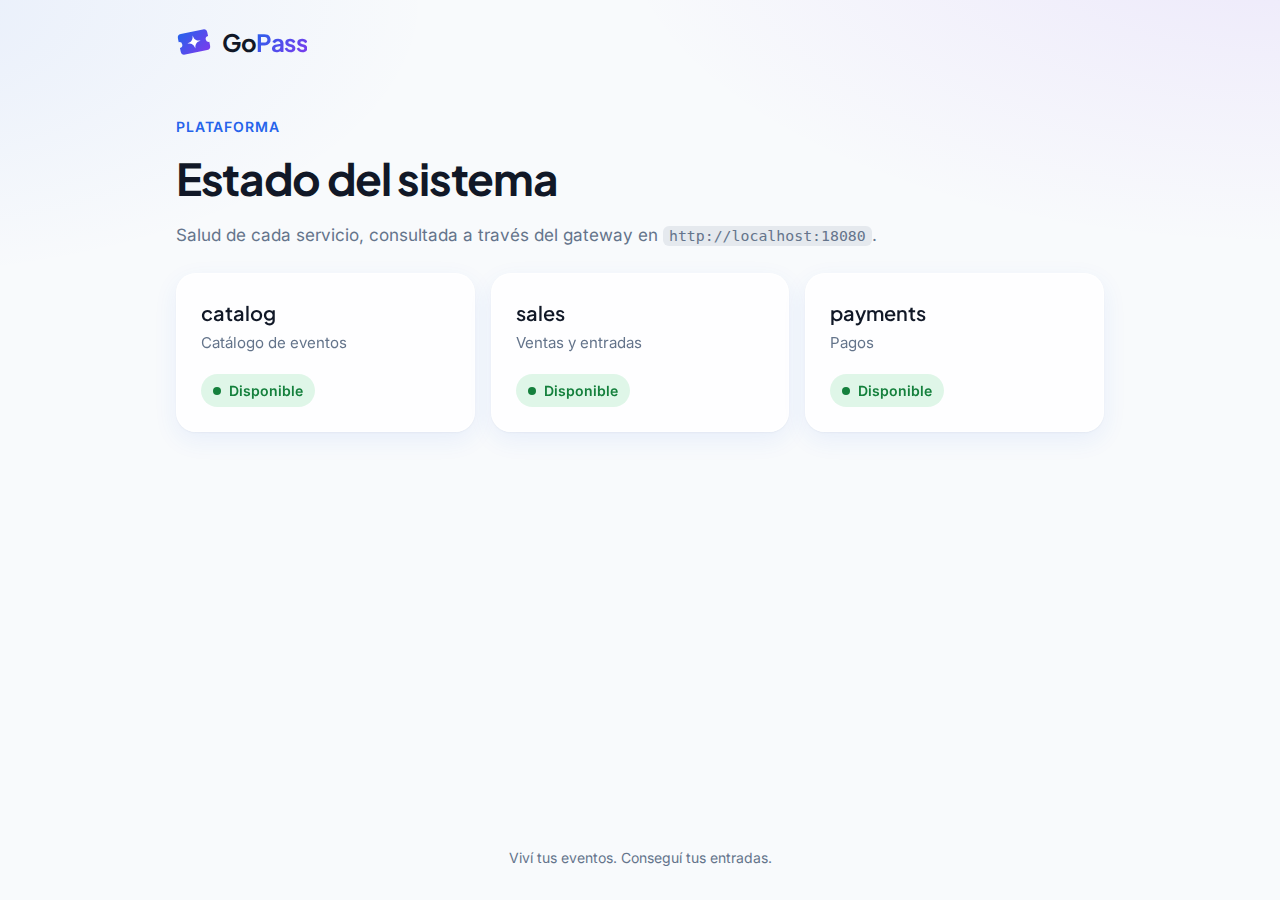 GoPass
PLATAFORMA
Estado del sistema
Salud de cada servicio, consultada a través del gateway en http://localhost:18080.
catalog
Catálogo de eventos
Disponible
sales
Ventas y entradas
Disponible
payments
Pagos
Disponible
Viví tus eventos. Conseguí tus entradas.